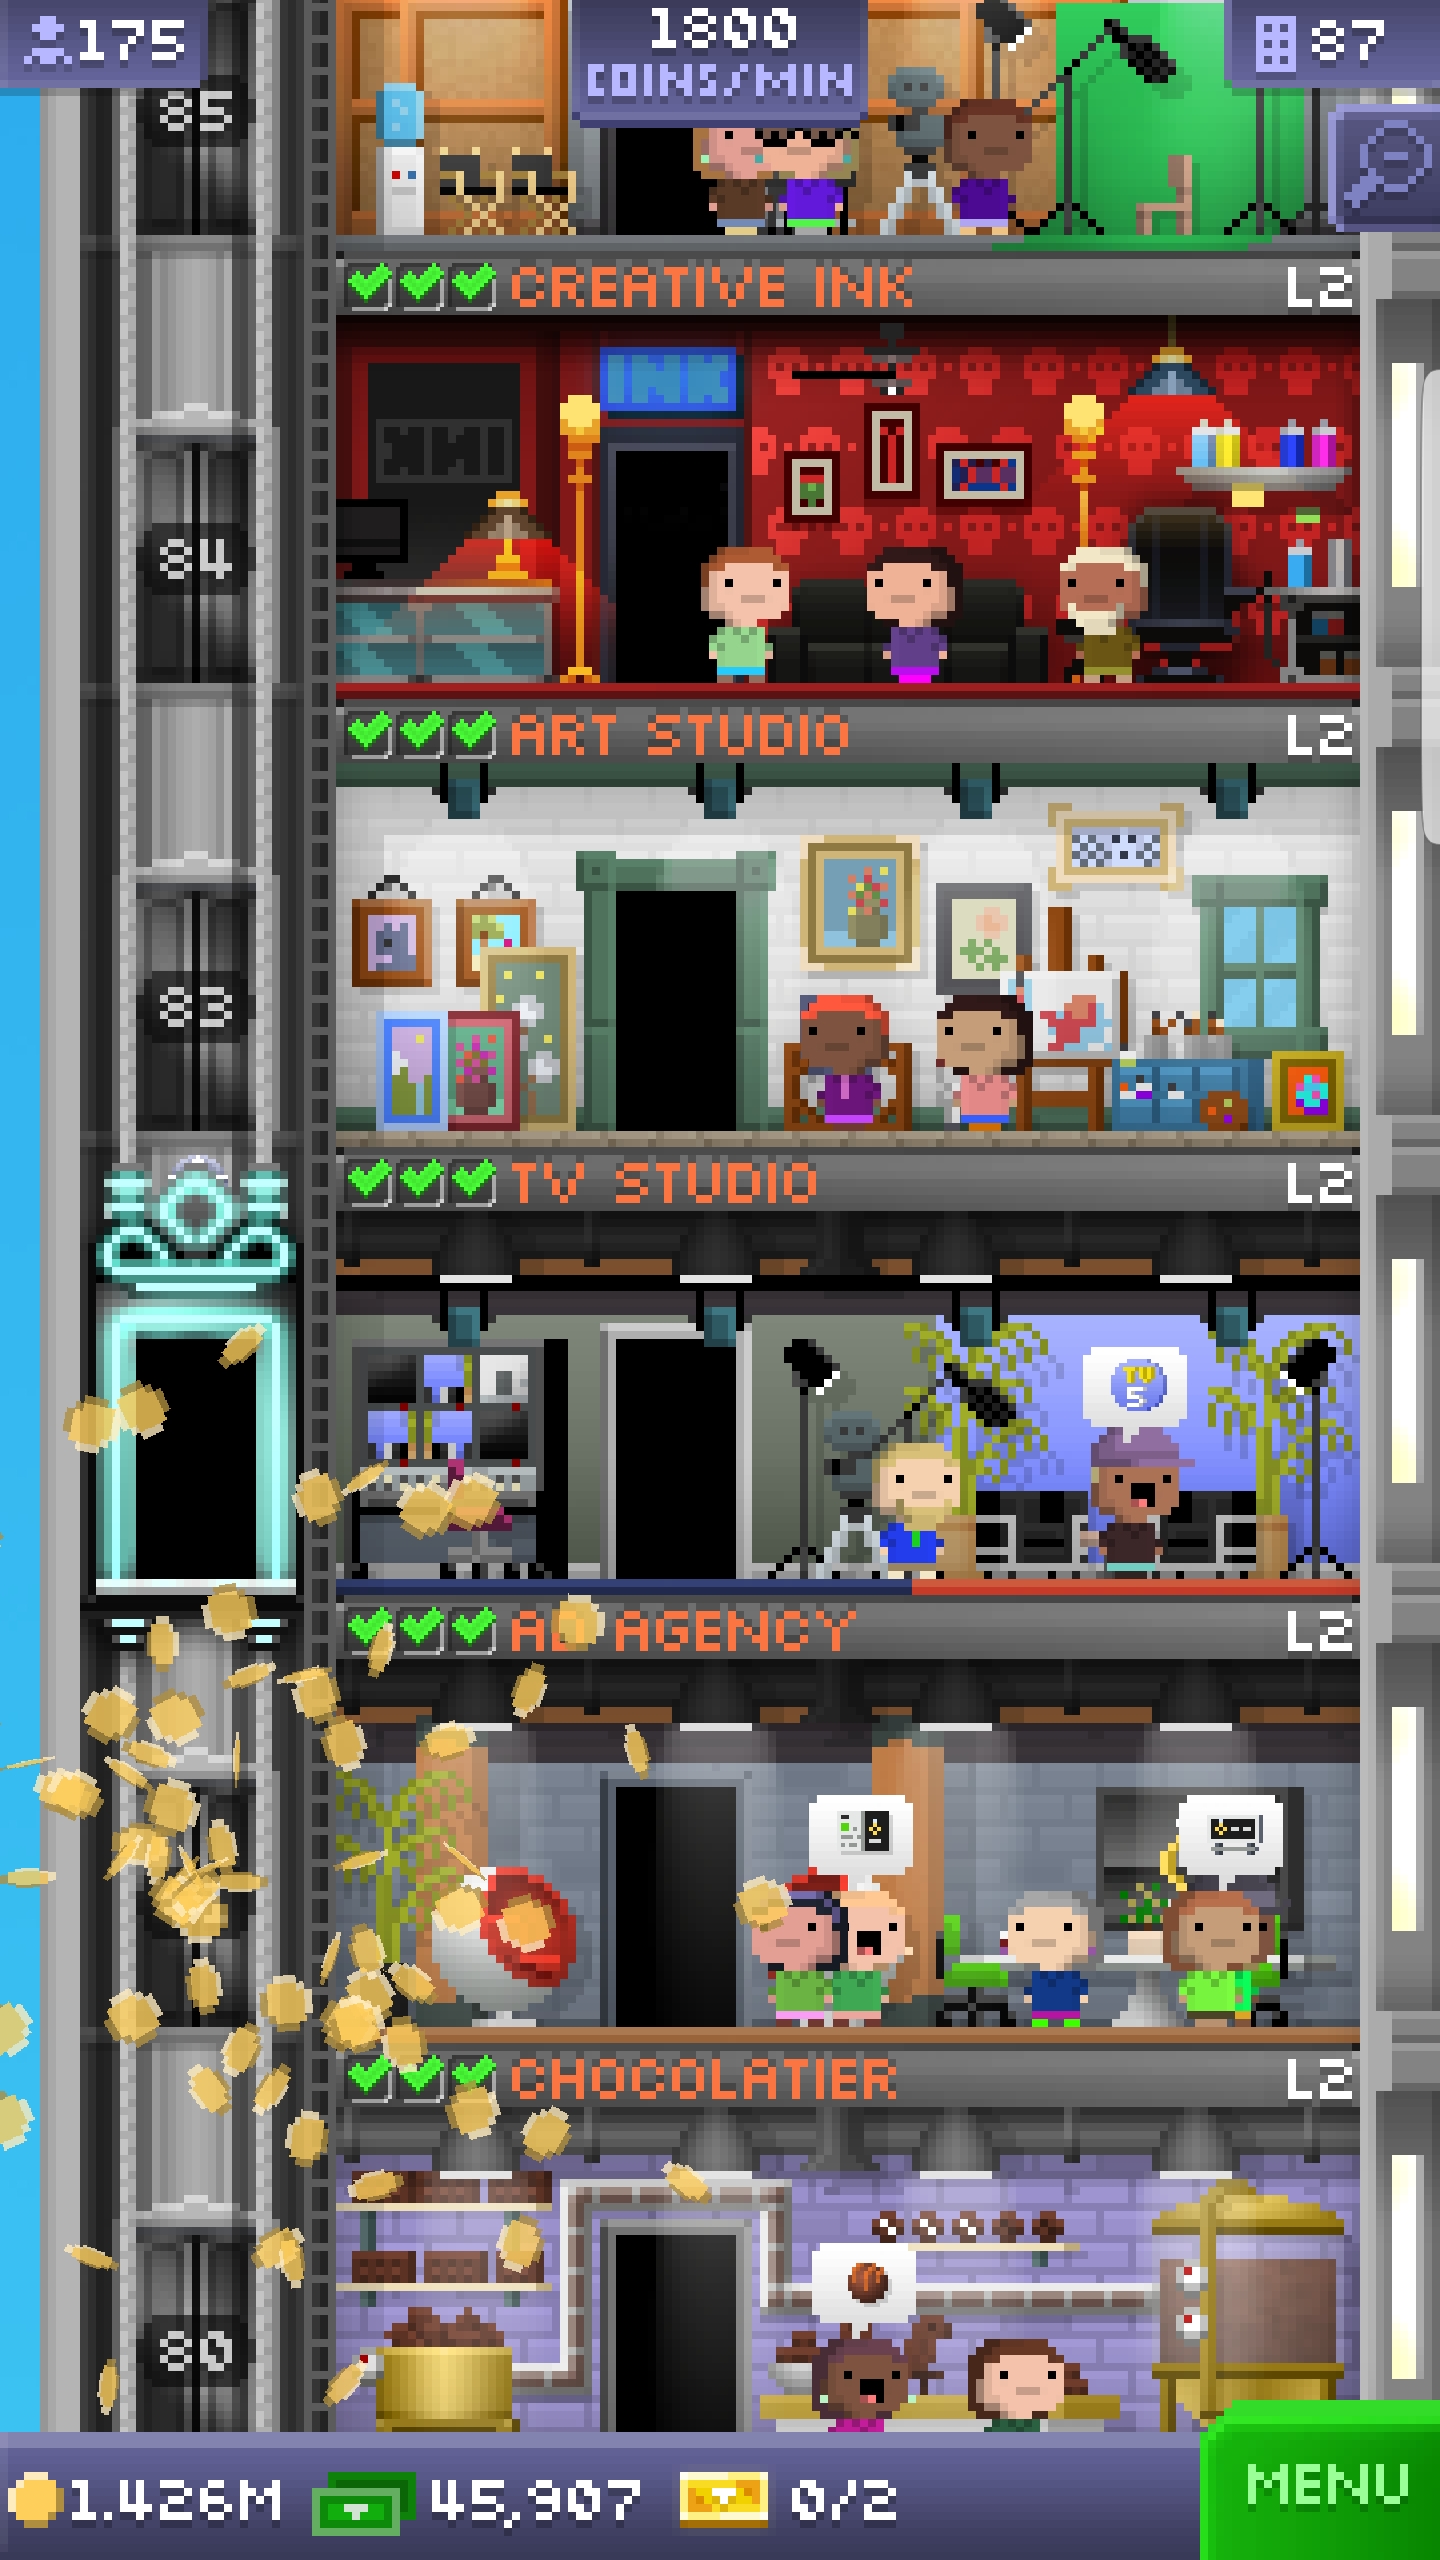 175
1800
COINS/MIN
87
85
CREATIVE INK L2
INK
84
ART STUDIO L2
83
TV STUDIO L2
TV
5
AD AGENCY L2
CHOCOLATIER L2
80
1.426M 45,907 0/2 MENU